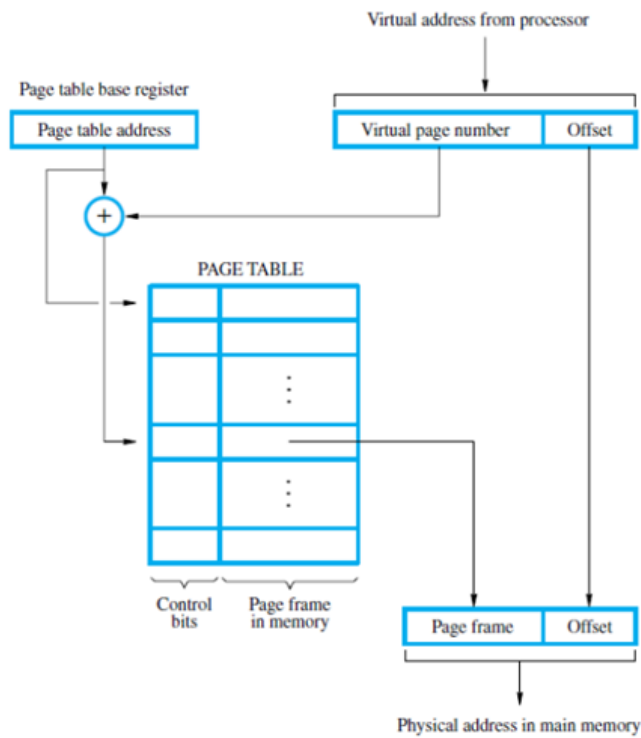 Virtual address from processor
Page table base register
Page table address
Virtual page number
Offset
+
PAGE TABLE
Control
bits
Page frame
in memory
Page frame
Offset
Physical address in main memory